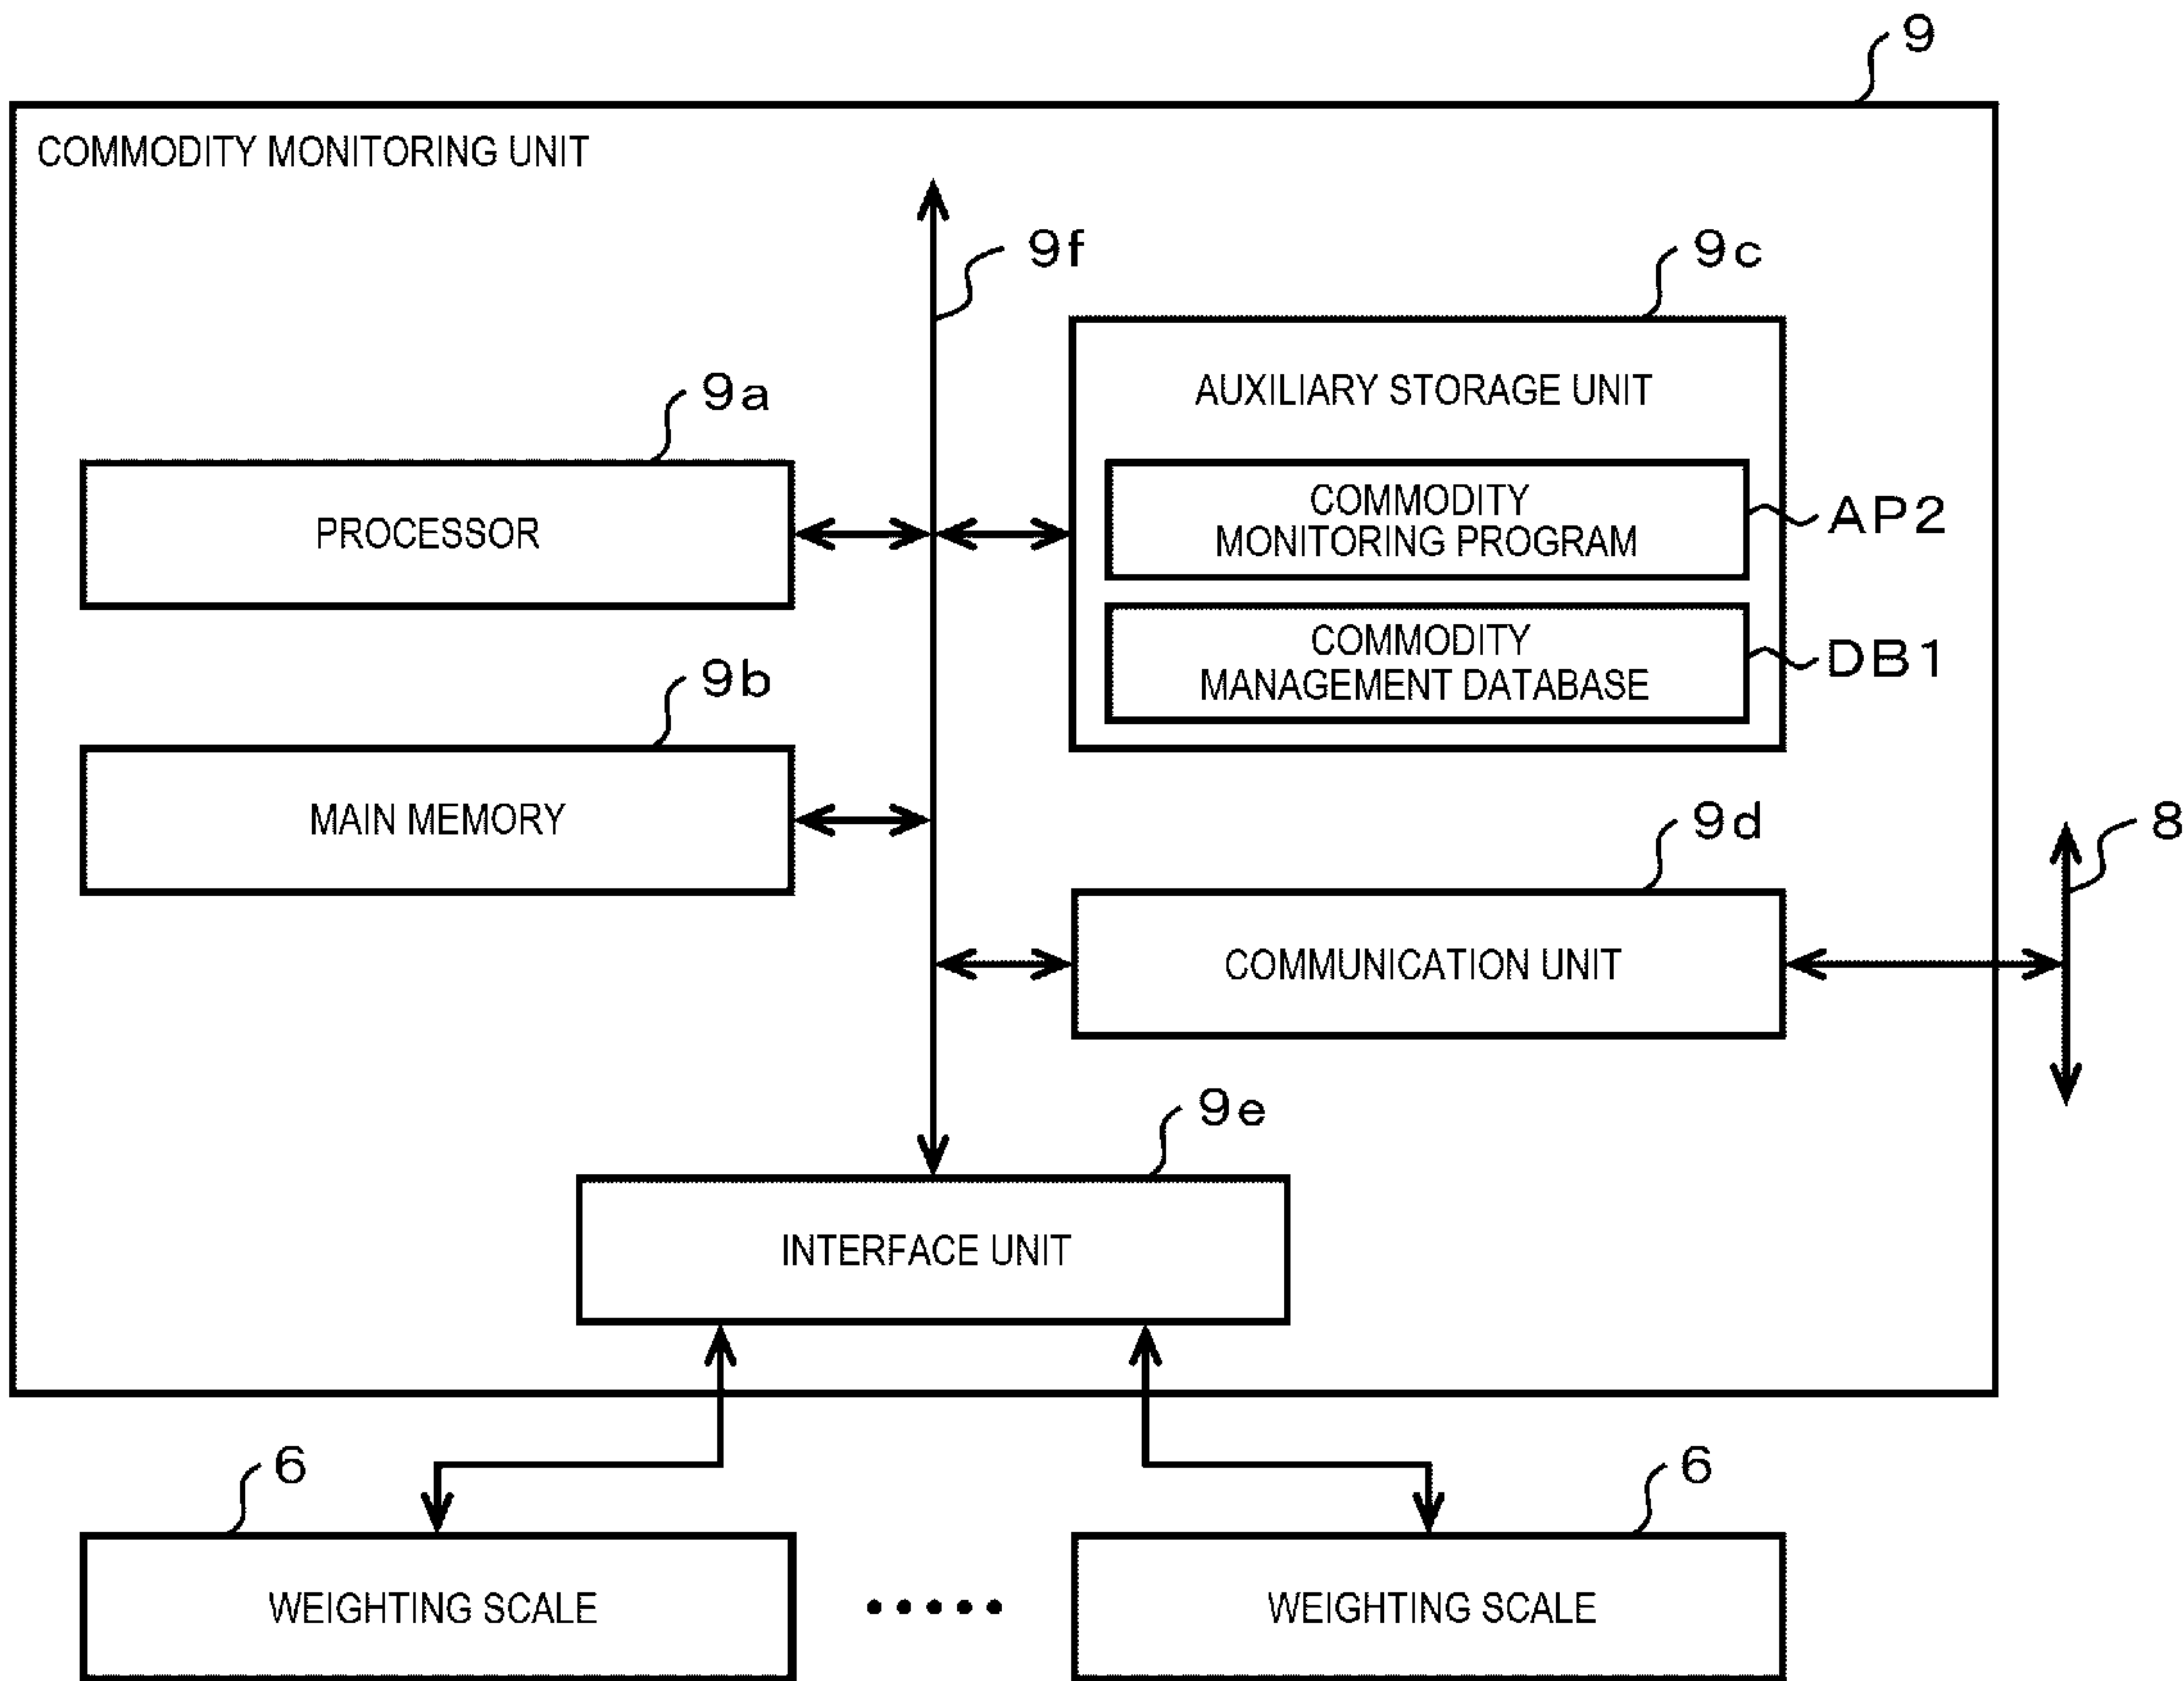 9
COMMODITY MONITORING UNIT
9f
9c
AUXILIARY STORAGE UNIT
9a
PROCESSOR
COMMODITY
MONITORING PROGRAM
AP2
COMMODITY
MANAGEMENT DATABASE
DB1
9b
MAIN MEMORY
9d
8
COMMUNICATION UNIT
9e
INTERFACE UNIT
6
6
WEIGHTING SCALE
WEIGHTING SCALE